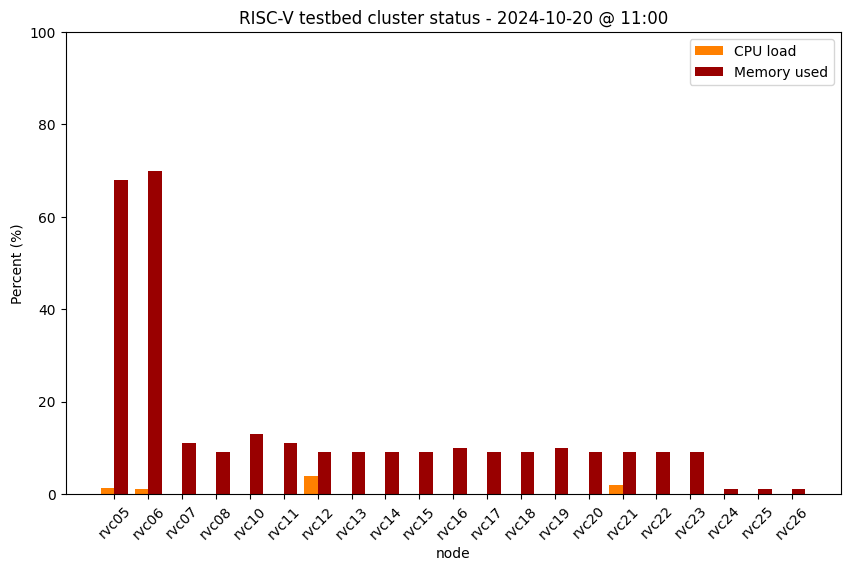 RISC-V testbed cluster status - 2024-10-20 @ 11:00
CPU load
Memory used
Percent (%)
100
80
60
40
20
0
rvc05 rvc06 rvc07 rvc08 rvc10 rvc11 rvc12 rvc13 rvc14 rvc15 rvc16 rvc17 rvc18 rvc19 rvc20 rvc21 rvc22 rvc23 rvc24 rvc25 rvc26
node